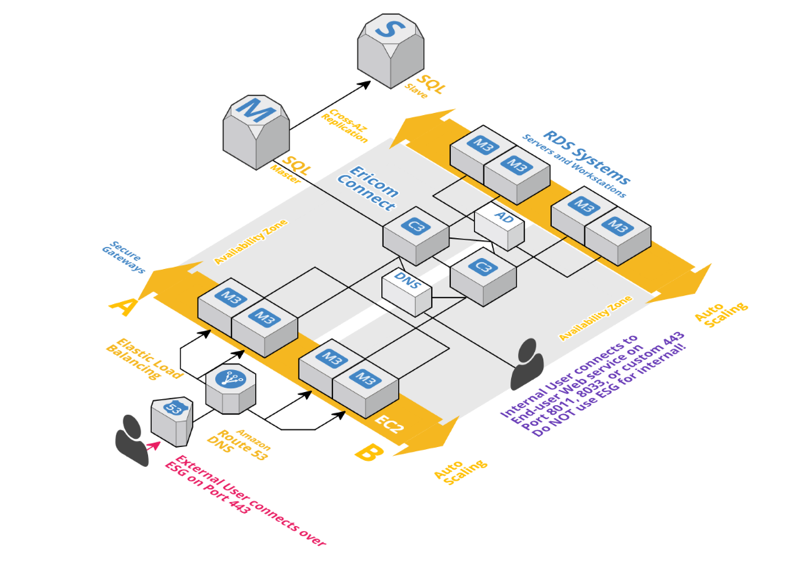 S
SQL
Slave
M
SQL
Master
Cross-AZ
Replication
RDS Systems
Servers and Workstations
M3
M3
M3
M3
Ericom
Connect
C3
AD
C3
DNS
Availability Zone
Availability Zone
Secure
Gateways
A
M3
M3
M3
M3
EC2
B
Auto
Scaling
Auto
Scaling
Elastic Load
Balancing
53
Amazon
Route 53
DNS
External User connects over
ESG on Port 443
Internal User connects to
End-user Web service on
Port 8011, 8033, or custom 443
Do NOT use ESG for internal!